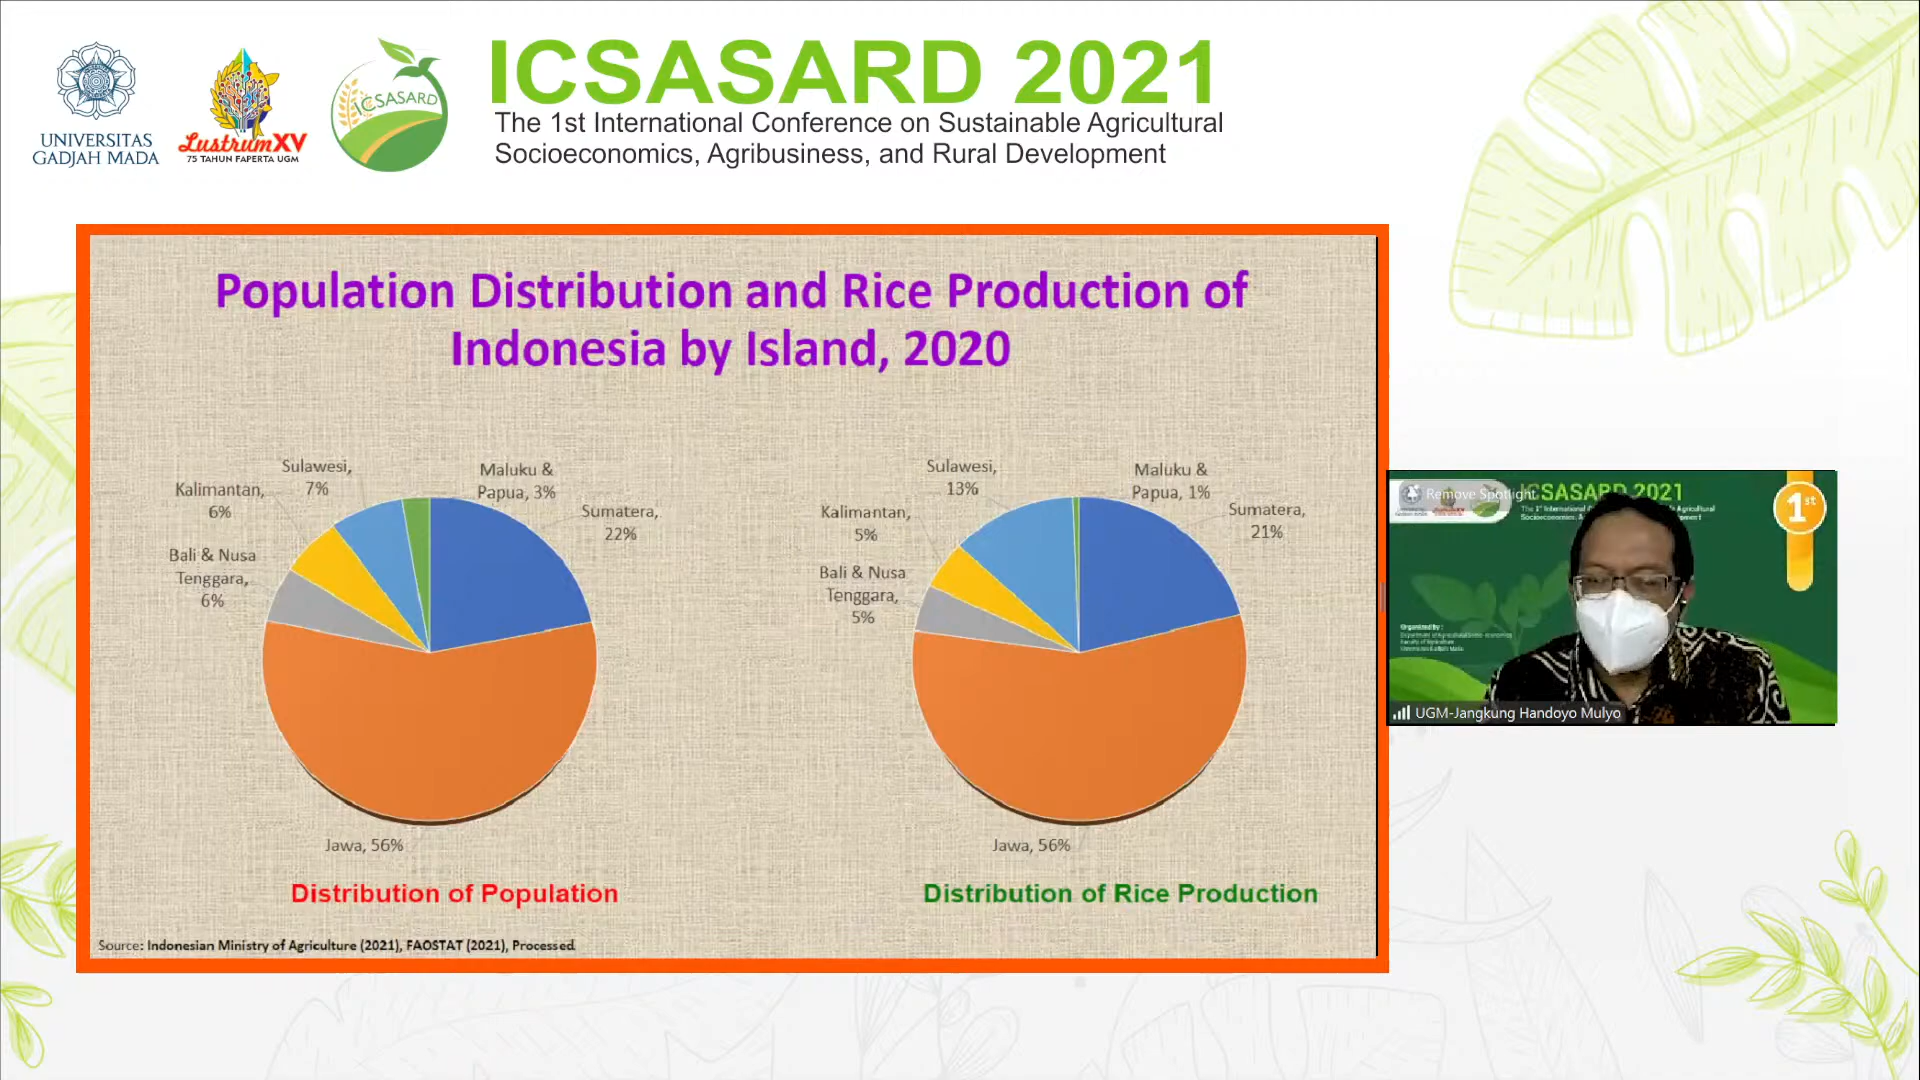 UNIVERSITAS
GADJAH MADA
LustrumXV
75 TAHUN FAPERTA UGM
ICSASARD
ICSASARD 2021
The 1st International Conference on Sustainable Agricultural
Socioeconomics, Agribusiness, and Rural Development
Population Distribution and Rice Production of
Indonesia by Island, 2020
Sulawesi,
7%
Maluku &
Papua, 3%
Kalimantan,
6%
Sumatera,
22%
Bali & Nusa
Tenggara,
6%
Jawa, 56%
Distribution of Population
Sulawesi,
13%
Maluku &
Papua, 1%
Kalimantan,
5%
Sumatera,
21%
Bali & Nusa
Tenggara,
5%
Jawa, 56%
Distribution of Rice Production
Source: Indonesian Ministry of Agriculture (2021), FAOSTAT (2021), Processed
Remove Spotlight
ICSASARD 2021
1st
Organized by :
UGM-Jangkung Handoyo Mulyo